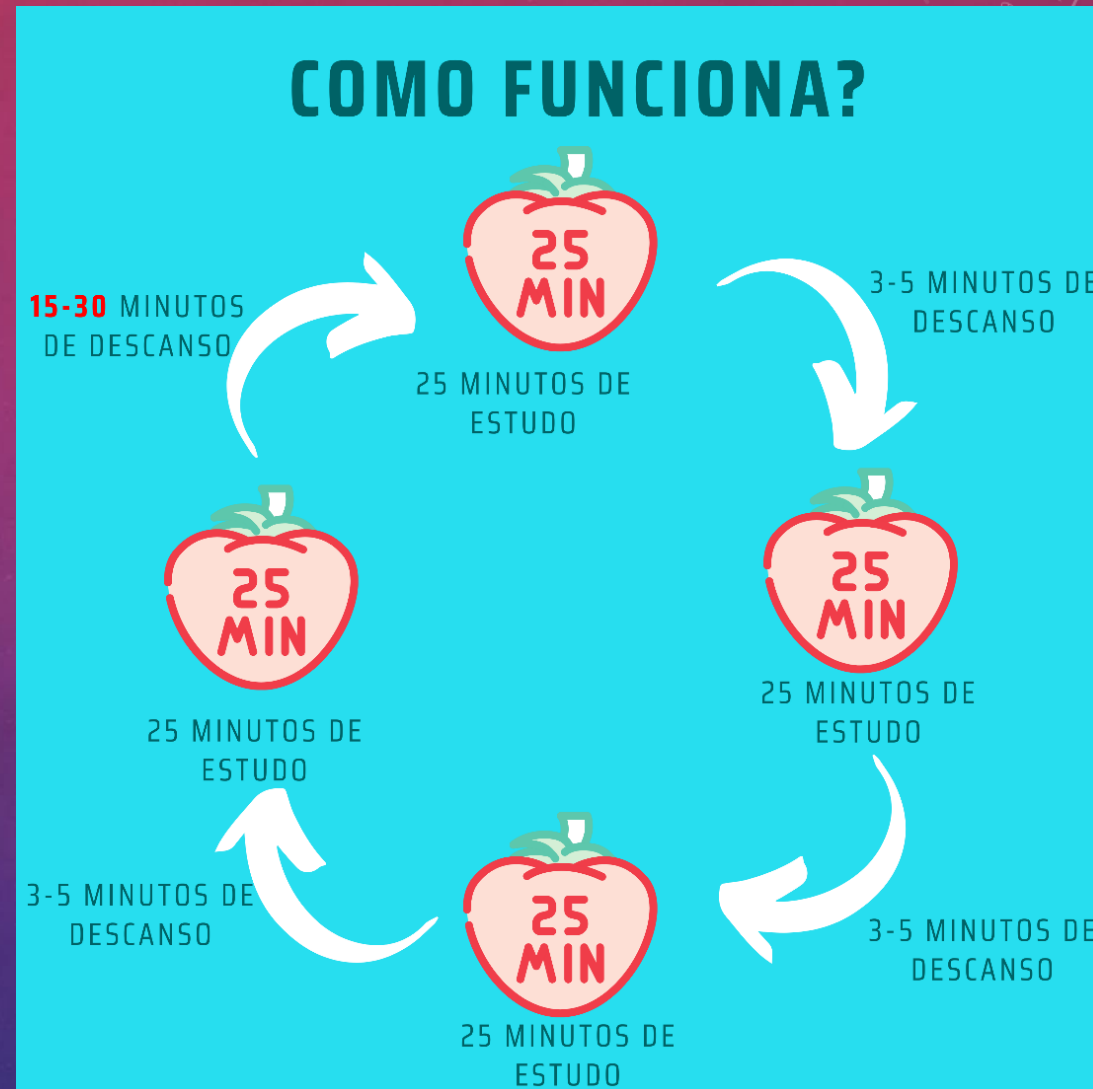 COMO FUNCIONA?
25
MIN
25 MINUTOS DE
ESTUDO
3-5 MINUTOS DE
DESCANSO
25
MIN
25 MINUTOS DE
ESTUDO
3-5 MINUTOS DE
DESCANSO
25
MIN
25 MINUTOS DE
ESTUDO
3-5 MINUTOS DE
DESCANSO
25
MIN
25 MINUTOS DE
ESTUDO
15-30 MINUTOS
DE DESCANSO